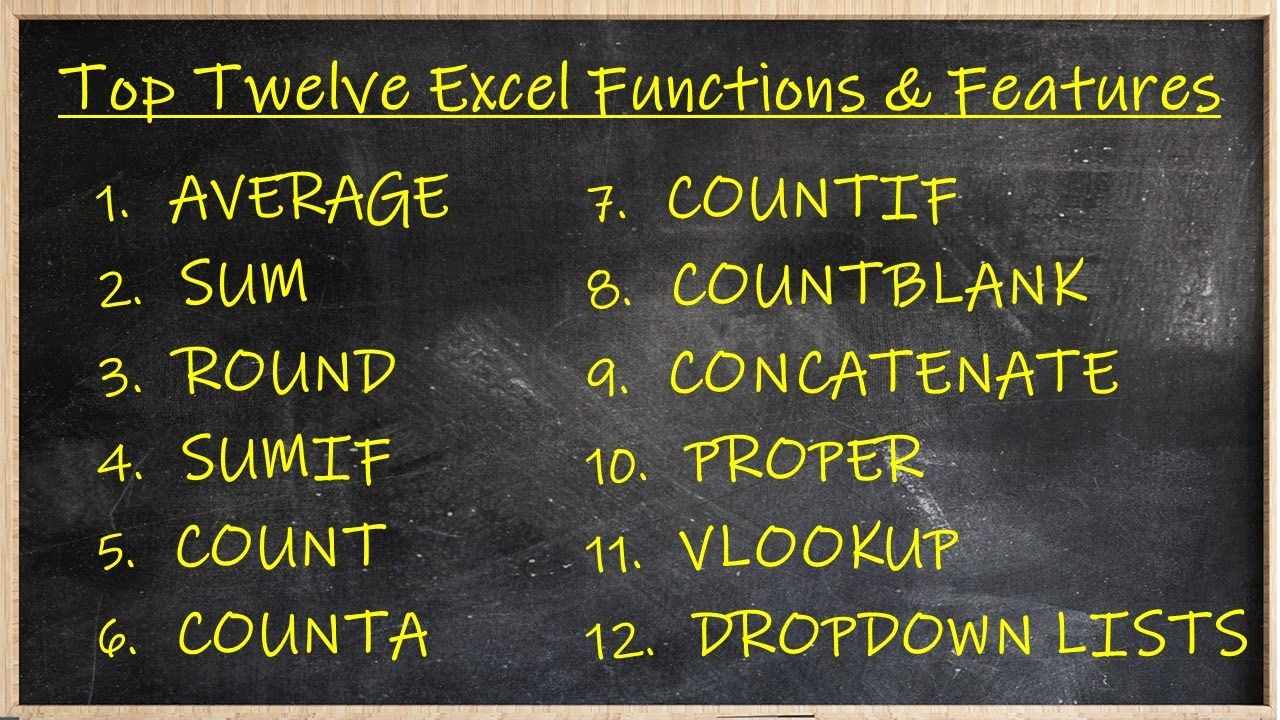 Top Twelve Excel Functions & Features
1. AVERAGE
2. SUM
3. ROUND
4. SUMIF
5. COUNT
6. COUNTA
7. COUNTIF
8. COUNTBLANK
9. CONCATENATE
10. PROPER
11. VLOOKUP
12. DROPDOWN LISTS